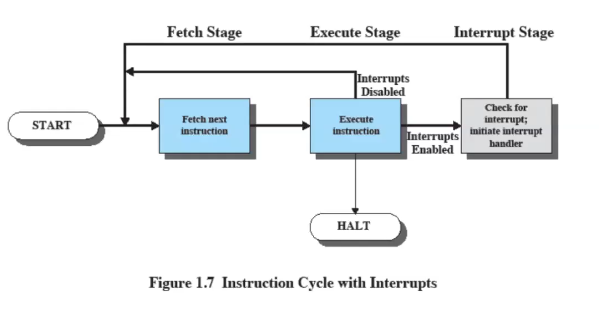 Fetch Stage
Execute Stage
Interrupt Stage
Interrupts
Disabled
START
Fetch next
instruction
Execute
instruction
Interrupts
Enabled
Check for
interrupt;
initiate interrupt
handler
HALT
Figure 1.7 Instruction Cycle with Interrupts